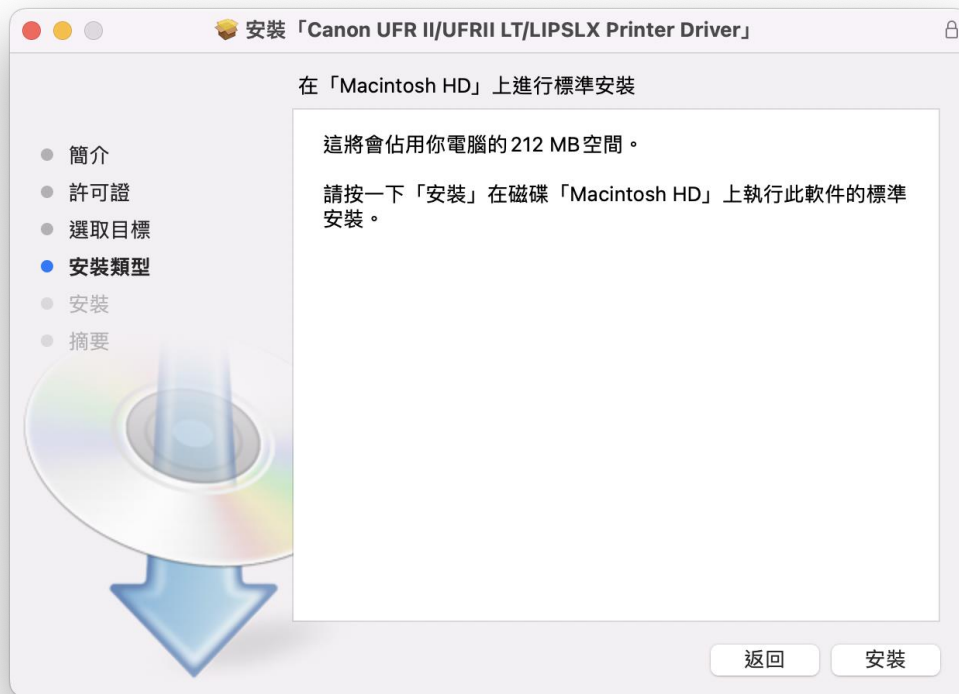 安裝「Canon UFR II/UFRII LT/LIPSLX Printer Driver」
在「Macintosh HD」上進行標準安裝
簡介
許可證
選取目標
安裝類型
安裝
摘要
這將會佔用你電腦的 212 MB 空間。
請按一下「安裝」在磁碟「Macintosh HD」上執行此軟件的標準
安裝。
返回
安裝